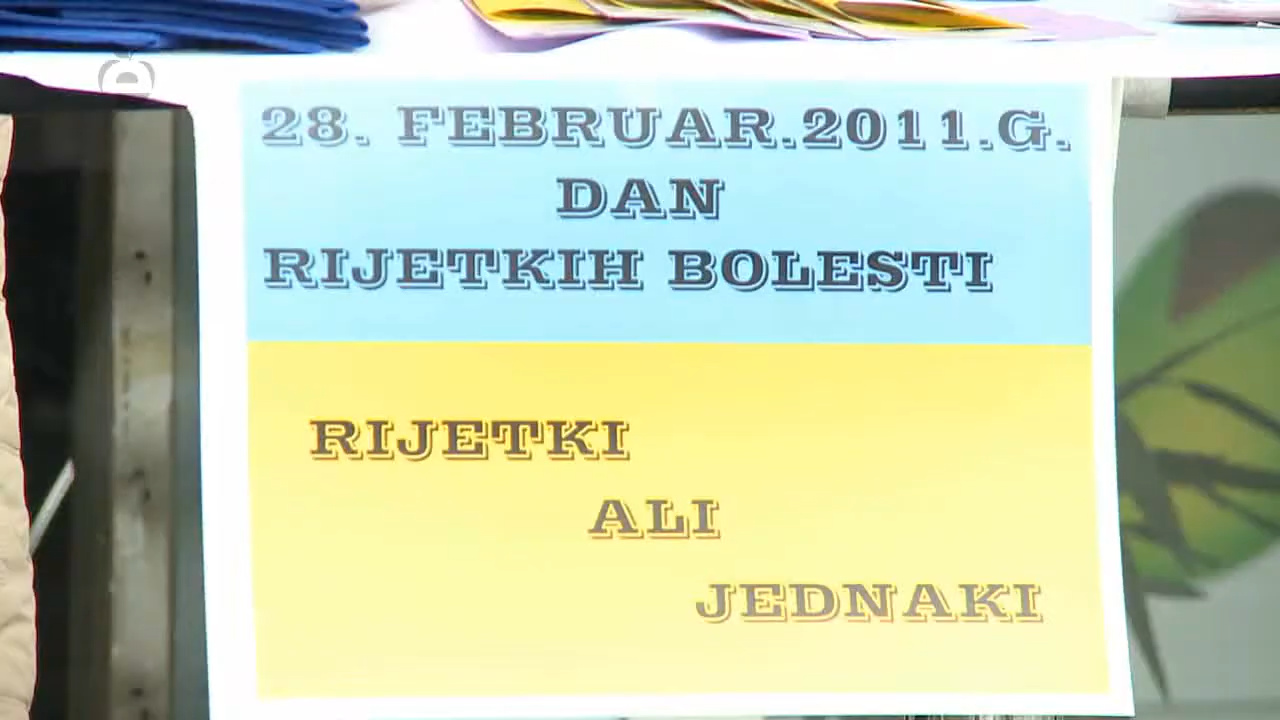 28. FEBRUAR.2011.G.
DAN
RIJETKIH BOLESTI
RIJETKI
ALI
JEDNAKI